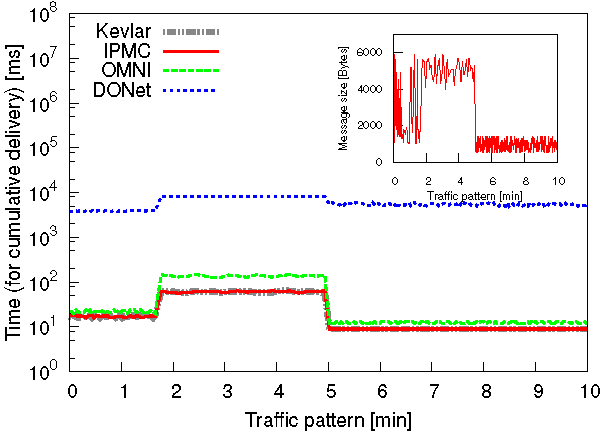 Time (for cumulative delivery) [ms]
10^8
10^7
10^6
10^5
10^4
10^3
10^2
10^1
10^0
Kevlar
IPMC
OMNI
DONet
Message size [Bytes]
6000
4000
2000
0
0 2 4 6 8 10
Traffic pattern [min]
0 1 2 3 4 5 6 7 8 9 10
Traffic pattern [min]